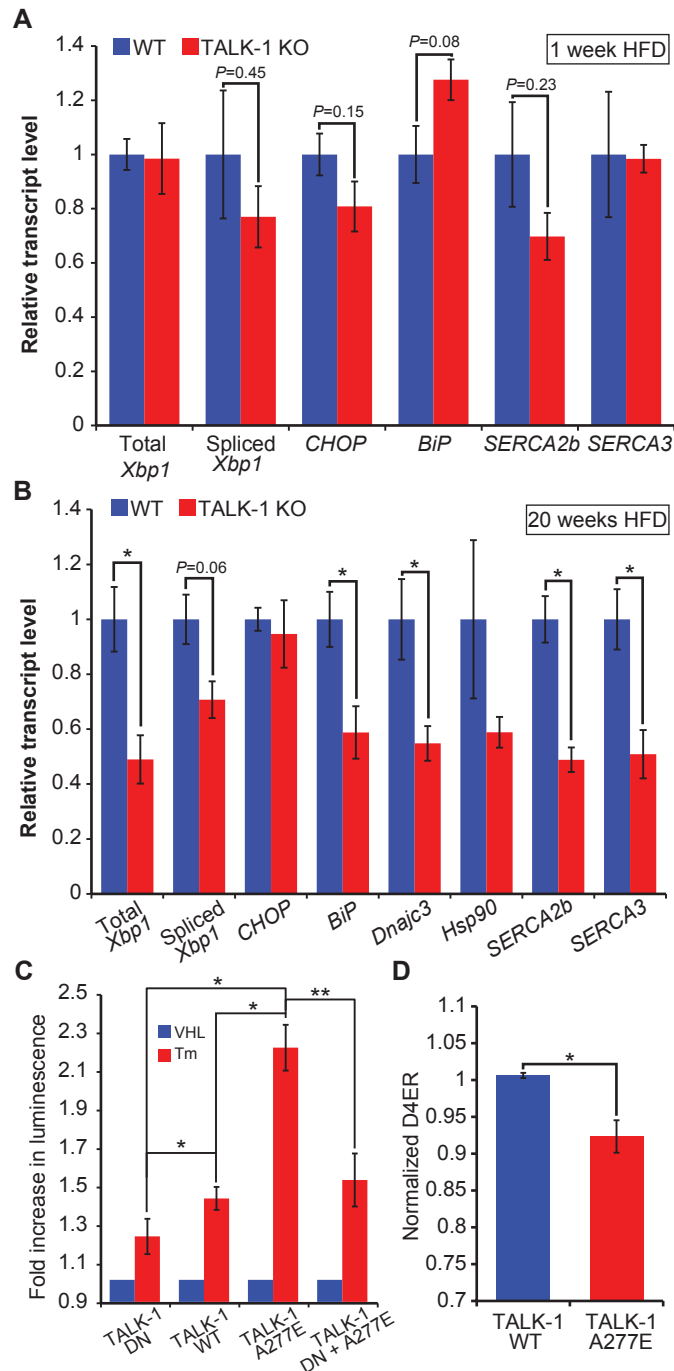 A
WT TALK-1 KO
1 week HFD
Relative transcript level
1.4
1.2
1
0.8
0.6
0.4
0.2
0
P=0.45
P=0.15
P=0.08
P=0.23
Total Xbp1
Spliced Xbp1
CHOP
BiP
SERCA2b
SERCA3
B
WT TALK-1 KO
20 weeks HFD
Relative transcript level
1.4
1.2
1
0.8
0.6
0.4
0.2
0
*
P=0.06
*
*
*
*
Total Xbp1
Spliced Xbp1
CHOP
BiP
Dnajc3
Hsp90
SERCA2b
SERCA3
C
Fold increase in luminescence
2.5
2.3
2.1
1.9
1.7
1.5
1.3
1.1
0.9
VHL
Tm
*
*
**
*
TALK-1 DN
TALK-1 WT
TALK-1 A277E
TALK-1 DN + A277E
D
Normalized D4ER
1.1
1.05
1
0.95
0.9
0.85
0.8
0.75
0.7
*
TALK-1 WT
TALK-1 A277E